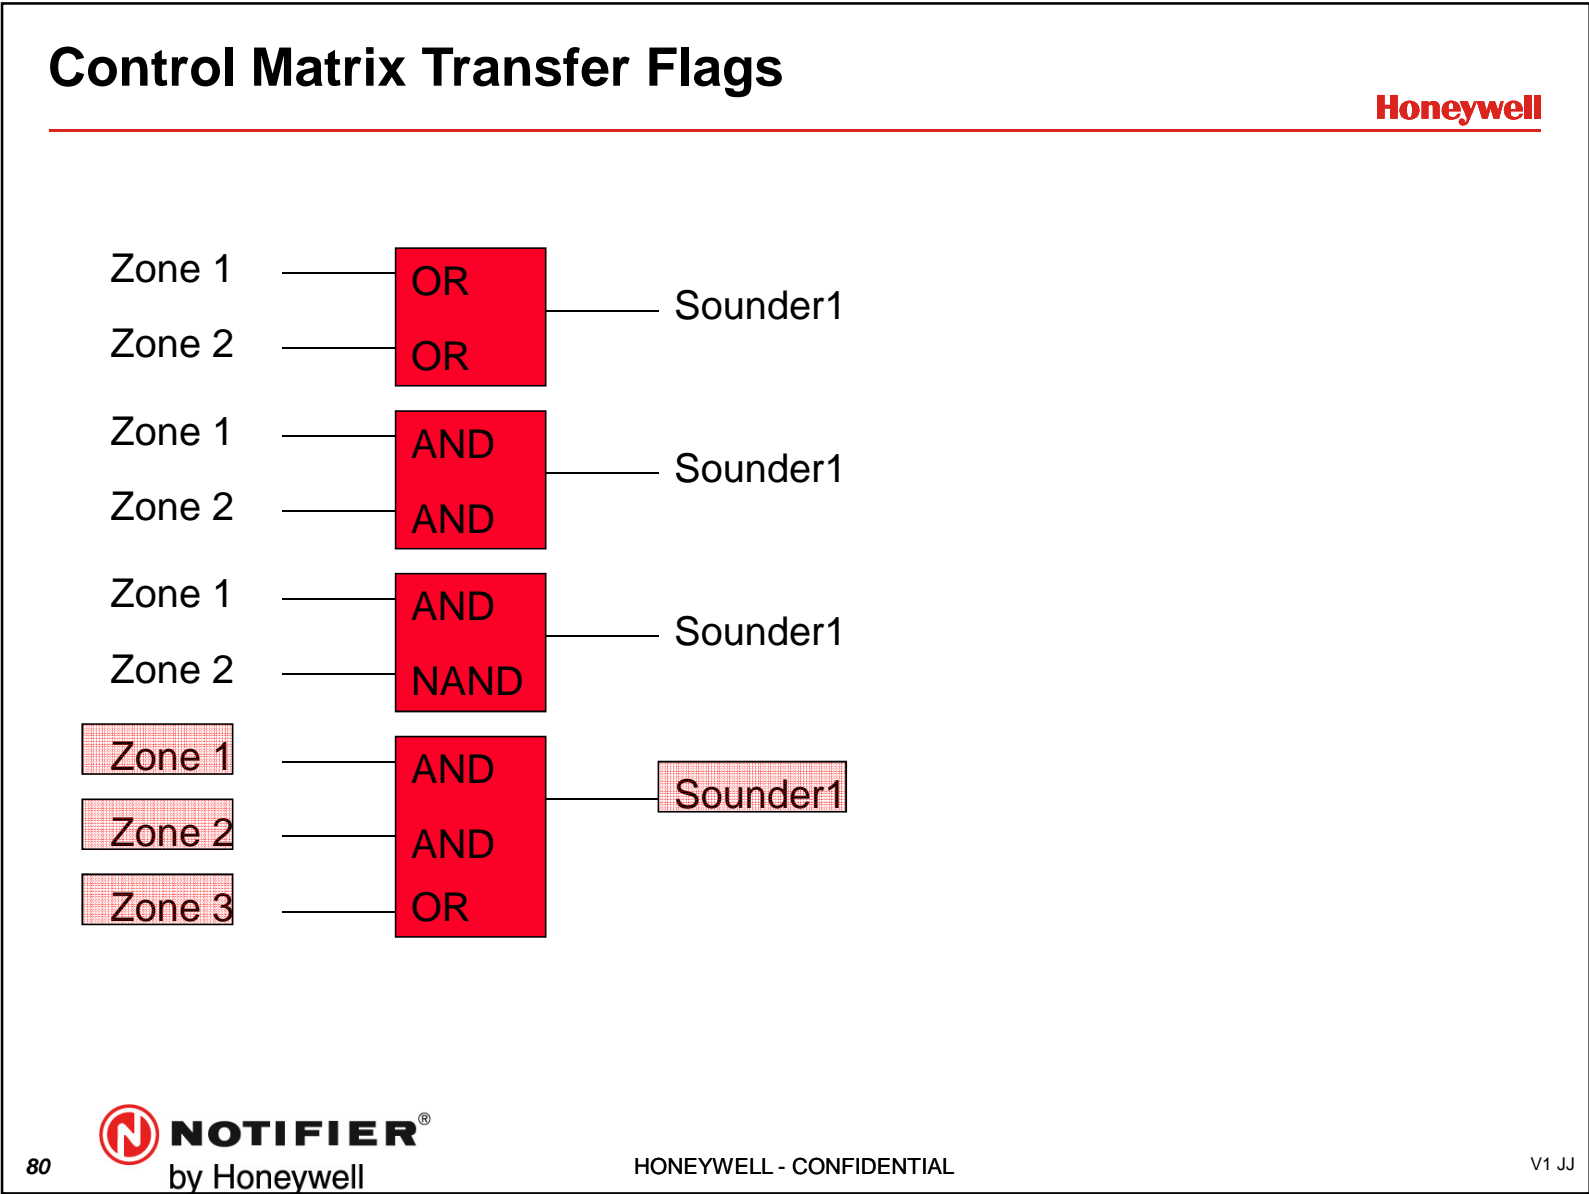 Control Matrix Transfer Flags
Honeywell
Zone 1
OR
Sounder1
Zone 2
OR
Zone 1
AND
Sounder1
Zone 2
AND
Zone 1
AND
Sounder1
Zone 2
NAND
Zone 1
AND
Sounder1
Zone 2
AND
Zone 3
OR
NOTIFIER®
by Honeywell
80
HONEYWELL - CONFIDENTIAL
V1 JJ